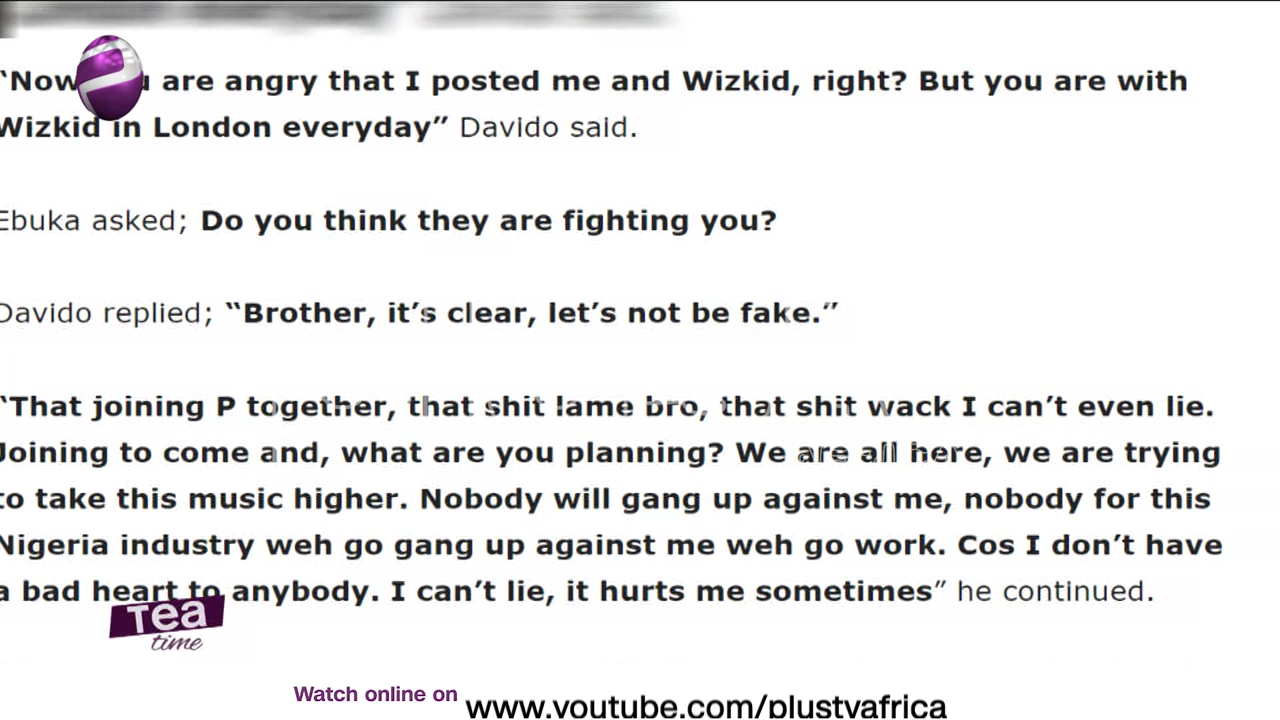 “Now you are angry that I posted me and Wizkid, right? But you are with
Wizkid in London everyday” Davido said.
Ebuka asked; Do you think they are fighting you?
Davido replied; “Brother, it’s clear, let’s not be fake.”
“That joining P together, that shit lame bro, that shit wack I can’t even lie.
Joining to come and, what are you planning? We are all here, we are trying
to take this music higher. Nobody will gang up against me, nobody for this
Nigeria industry weh go gang up against me weh go work. Cos I don’t have
a bad heart to anybody. I can’t lie, it hurts me sometimes” he continued.
Tea
time
Watch online on www.youtube.com/plustvafrica